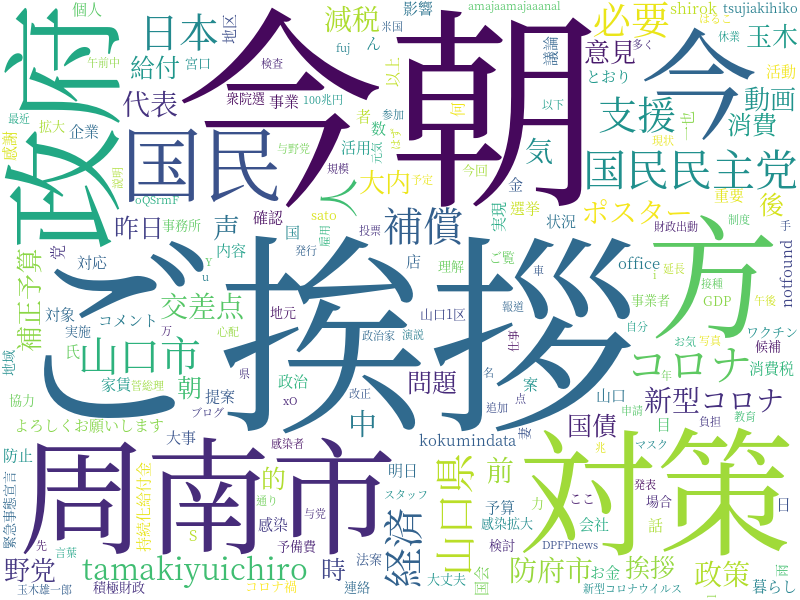 個人
政府
日本
地区
減税
影響
米国
ん
amajaamajaaanal
fuj
午前中
宮口
給付
検査
以上
議論
多く
必要
shirok
tsujiakihiko
はるこ
休業
玉木
意見
活動
とおり
今朝
今
代表
衆院選
事業
100兆円
者
参加
何
以下
支援
動画
一也
消費
最近
拡大
企業
感謝
説明
oQSrmF
国民
与野党
活用
数
元気
はず
気
現状
国民民主党
規模
人
大内
予定
今回
金
重要
昨日
事務所
声
確認
sato
補償
実現
選挙
ポスター
後
党
内容
国
雇用
投票
状況
財政出動
手
制度
補正予算
対応
Y
u
発行
店
理解
ご覧
車
i
office
延長
接種
方
notfound
対象
コメント
交差点
地元
山口1区
報道
事業者
GDP
午後
実施
万
心配
政治家
演説
仕事
自分
ワクチン
氏
山口市
ご挨拶
コロナ
お気
写真
候補
地域
家賃
菅総理
県
政治
改正
名
案
年
消費税
協力
朝
提案
ブログ
xO
問題
追加
点
山口
申請
負担
教育
よろしくお願いします
中
妻
国債
新型コロナ
目
大事
感染者
kokumindata
マスク
兆
防止
周南市
的
明日
スタッフ
山口県
前
対策
緊急事態宣言
持続化給付金
通り
与党
予算
力
ここ
発表
場合
日
先
S
感染
経済
感染拡大
会社
話
言葉
予備費
法案
検討
DPFPnews
野党
tamakiyuichiro
時
国会
防府市
お金
挨拶
政策
玉木雄一郎
積極財政
コロナ禍
連絡
大丈夫
新型コロナウイルス
暮らし